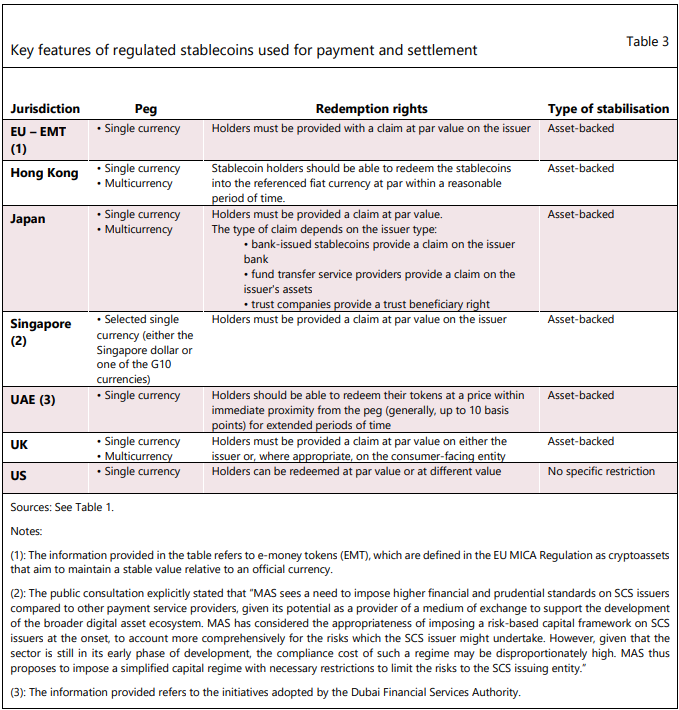 Key features of regulated stablecoins used for payment and settlement
Table 3
Jurisdiction Peg Redemption rights Type of stabilisation
EU – EMT (1)
• Single currency
Holders must be provided with a claim at par value on the issuer
Asset-backed
Hong Kong
• Single currency
• Multicurrency
Stablecoin holders should be able to redeem the stablecoins
into the referenced fiat currency at par within a reasonable
period of time.
Asset-backed
Japan
• Single currency
• Multicurrency
Holders must be provided a claim at par value.
The type of claim depends on the issuer type:
• bank-issued stablecoins provide a claim on the issuer
bank
• fund transfer service providers provide a claim on the
issuer's assets
• trust companies provide a trust beneficiary right
Asset-backed
Singapore
(2)
• Selected single
currency (either the
Singapore dollar or
one of the G10
currencies)
Holders must be provided a claim at par value on the issuer
Asset-backed
UAE (3)
• Single currency
Holders should be able to redeem their tokens at a price within
immediate proximity from the peg (generally, up to 10 basis
points) for extended periods of time
Asset-backed
UK
• Single currency
• Multicurrency
Holders must be provided a claim at par value on either the
issuer or, where appropriate, on the consumer-facing entity
Asset-backed
US
• Single currency
Holders can be redeemed at par value or at different value
No specific restriction
Sources: See Table 1.
Notes:
(1): The information provided in the table refers to e-money tokens (EMT), which are defined in the EU MICA Regulation as cryptoassets
that aim to maintain a stable value relative to an official currency.
(2): The public consultation explicitly stated that “MAS sees a need to impose higher financial and prudential standards on SCS issuers
compared to other payment service providers, given its potential as a provider of a medium of exchange to support the development
of the broader digital asset ecosystem. MAS has considered the appropriateness of imposing a risk-based capital framework on SCS
issuers at the onset, to account more comprehensively for the risks which the SCS issuer might undertake. However, given that the
sector is still in its early phase of development, the compliance cost of such a regime may be disproportionately high. MAS thus
proposes to impose a simplified capital regime with necessary restrictions to limit the risks to the SCS issuing entity.”
(3): The information provided refers to the initiatives adopted by the Dubai Financial Services Authority.